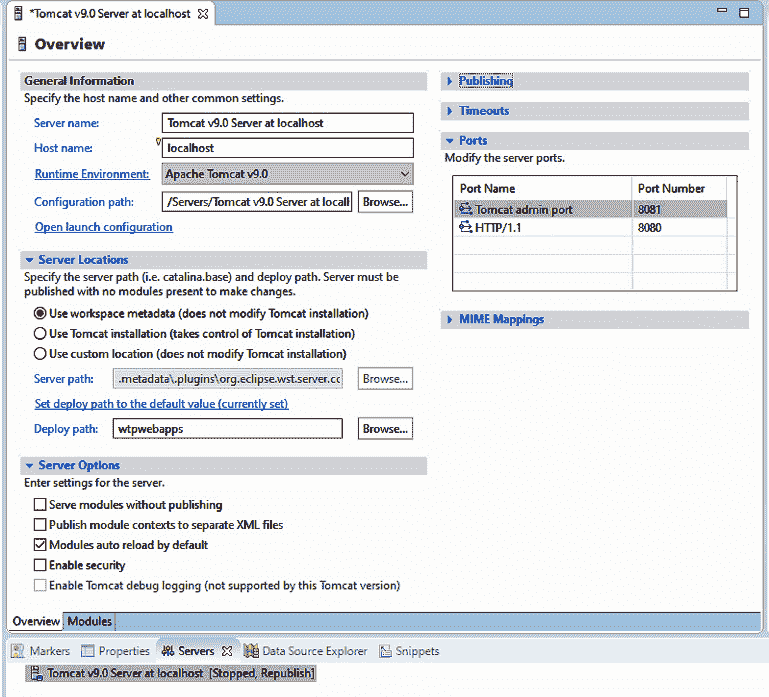 *Tomcat v9.0 Server at localhost
Overview
General Information
Specify the host name and other common settings.
Server name: Tomcat v9.0 Server at localhost
Host name: localhost
Runtime Environment: Apache Tomcat v9.0
Configuration path: /Servers/Tomcat v9.0 Server at locall Browse...
Open launch configuration
Server Locations
Specify the server path (i.e. catalina.base) and deploy path. Server must be
published with no modules present to make changes.
Use workspace metadata (does not modify Tomcat installation)
Use Tomcat installation (takes control of Tomcat installation)
Use custom location (does not modify Tomcat installation)
Server path: .metadata\.plugins\org.eclipse.wst.server.cc Browse...
Set deploy path to the default value (currently set)
Deploy path: wtpwebapps Browse...
Server Options
Enter settings for the server.
Serve modules without publishing
Publish module contexts to separate XML files
Modules auto reload by default
Enable security
Enable Tomcat debug logging (not supported by this Tomcat version)
Publishing
Timeouts
Ports
Modify the server ports.
Port Name Port Number
Tomcat admin port 8081
HTTP/1.1 8080
MIME Mappings
Overview Modules
Markers Properties Servers Data Source Explorer Snippets
Tomcat v9.0 Server at localhost [Stopped, Republish]